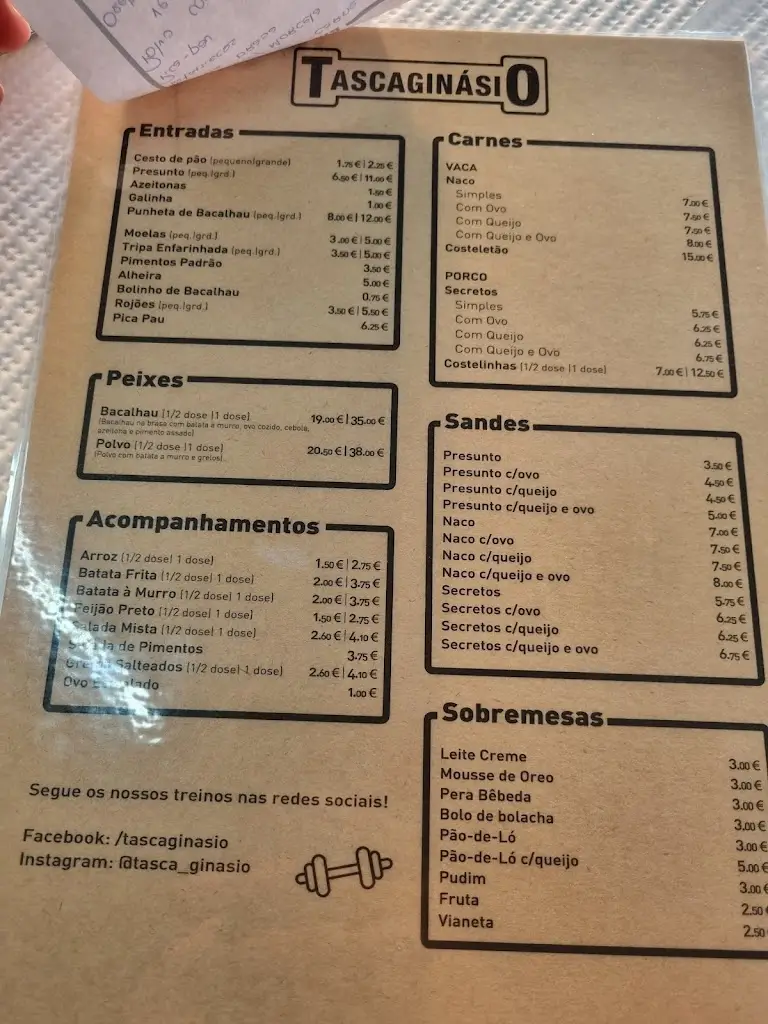 TASCAGINÁSIO
Entradas
Cesto de pão (pequeno|grande) 1.75 € | 2.25 €
Presunto (peq.|grd.) 6.50 € | 11.00 €
Azeitonas 1.50 €
Galinha 1.00 €
Punheta de Bacalhau (peq.|grd.) 8.00 € | 12.00 €
Moelas (peq.|grd.) 3.00 € | 5.00 €
Tripa Enfarinhada (peq.|grd.) 3.50 € | 5.00 €
Pimentos Padrão 3.50 €
Alheira 5.00 €
Bolinho de Bacalhau 0.75 €
Rojões (peq.|grd.) 3.50 € | 5.50 €
Pica Pau 6.25 €
Peixes
Bacalhau (1/2 dose |1 dose) 19.00 € | 35.00 €
(Bacalhau na brasa com batata a murro, ovo cozido, cebola,
azeitona e pimento assado)
Polvo (1/2 dose |1 dose) 20.50 € | 38.00 €
(Polvo com batata a murro e grelos)
Acompanhamentos
Arroz (1/2 dose| 1 dose) 1.50 € | 2.75 €
Batata Frita (1/2 dose| 1 dose) 2.00 € | 3.75 €
Batata à Murro (1/2 dose| 1 dose) 2.00 € | 3.75 €
Feijão Preto (1/2 dose| 1 dose) 1.50 € | 2.75 €
Salada Mista (1/2 dose| 1 dose) 2.60 € | 4.10 €
de Pimentos 3.75 €
Salteados (1/2 dose| 1 dose) 2.60 € | 4.10 €
Ovo 1.00 €
Segue os nossos treinos nas redes sociais!
Facebook: /tascaginasio
Instagram: @tasca_ginasio
Carnes
VACA
Naco
Simples 7.00 €
Com Ovo 7.50 €
Com Queijo 7.50 €
Com Queijo e Ovo 8.00 €
Costeletão 15.00 €
PORCO
Secretos
Simples 5.75 €
Com Ovo 6.25 €
Com Queijo 6.25 €
Com Queijo e Ovo 6.75 €
Costelinhas (1/2 dose |1 dose) 7.00 € | 12.50 €
Sandes
Presunto 3.50 €
Presunto c/ovo 4.50 €
Presunto c/queijo 4.50 €
Presunto c/queijo e ovo 5.00 €
Naco 7.00 €
Naco c/ovo 7.50 €
Naco c/queijo 7.50 €
Naco c/queijo e ovo 8.00 €
Secretos 5.75 €
Secretos c/ovo 6.25 €
Secretos c/queijo 6.25 €
Secretos c/queijo e ovo 6.75 €
Sobremesas
Leite Creme 3.00 €
Mousse de Oreo 3.00 €
Pera Bêbeda 3.00 €
Bolo de bolacha 3.00 €
Pão-de-Ló 3.00 €
Pão-de-Ló c/queijo 5.00 €
Pudim 3.00 €
Fruta 2.50
Vianeta 2.50